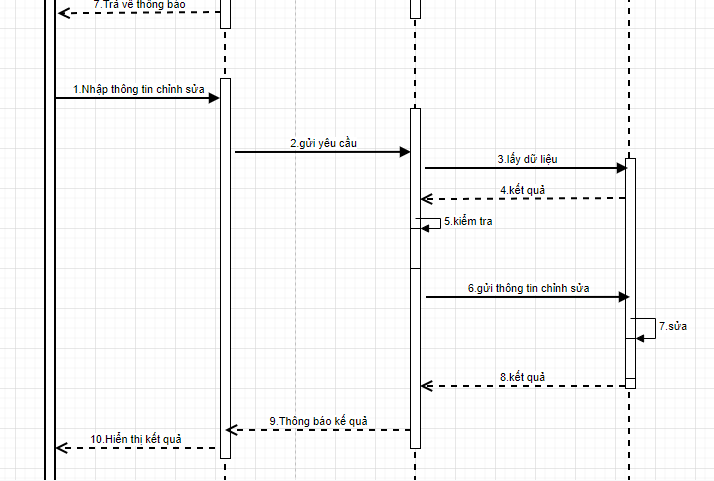 7.Trả về thông báo
1.Nhập thông tin chỉnh sửa
2.gửi yêu cầu
3.lấy dữ liệu
4.kết quả
5.kiểm tra
6.gửi thông tin chỉnh sửa
7.sửa
8.kết quả
9.Thông báo kế quả
10.Hiển thị kết quả